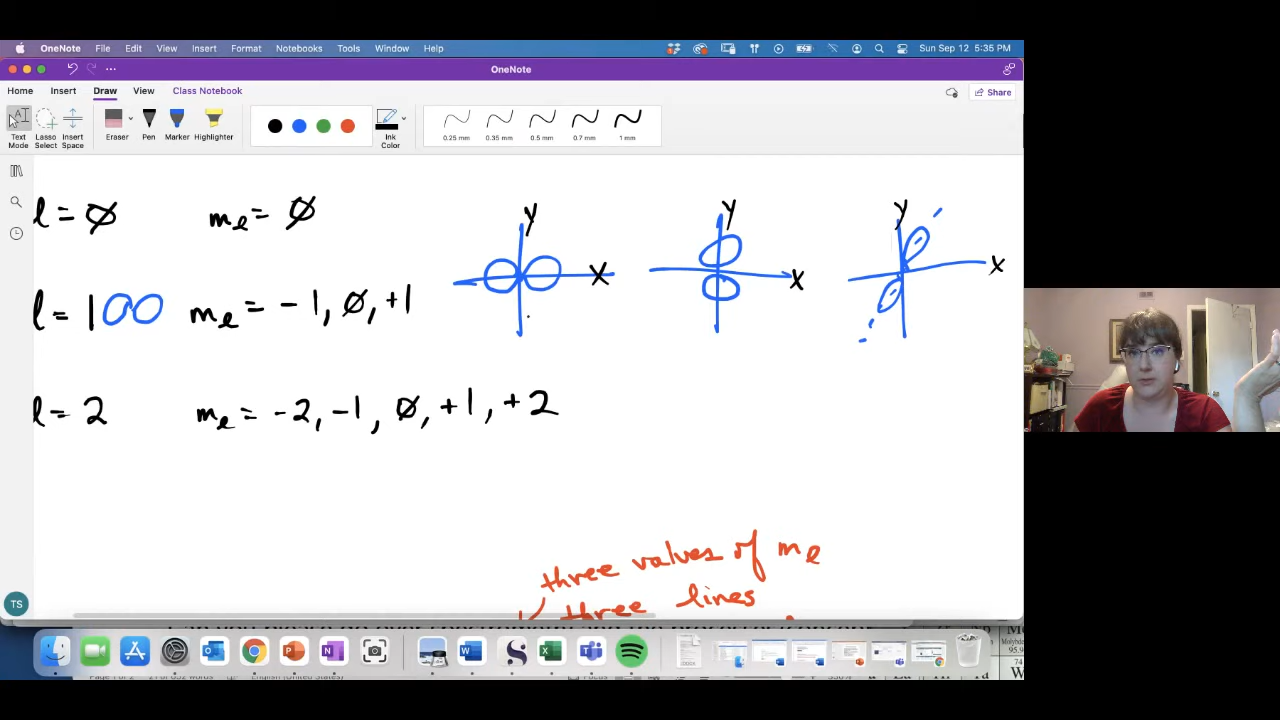 OneNote File Edit View Insert Format Notebooks Tools Window Help Sun Sep 12 5:35 PM
OneNote
Home Insert Draw View Class Notebook Share
Text Mode Lasso Select Insert Space Eraser Pen Marker Highlighter Ink Color 0.25 mm 0.35 mm 0.5 mm 0.7 mm 1 mm
l = ∅ mₗ = ∅ y x y x y x
l = 1 mₗ = -1, ∅, +1
l = 2 mₗ = -2, -1, ∅, +1, +2
three values of mₗ
three lines
TS